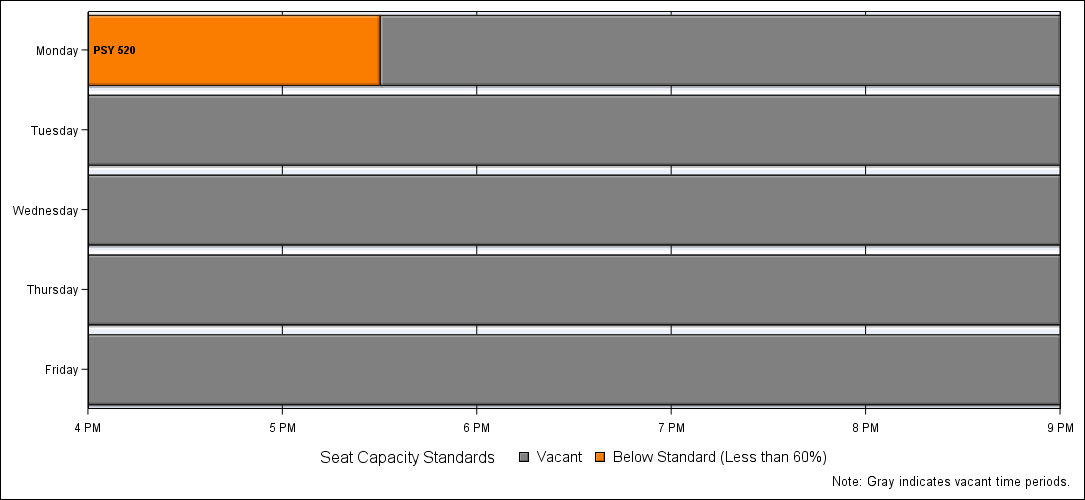 Monday
PSY 520
Tuesday
Wednesday
Thursday
Friday
4 PM 5 PM 6 PM 7 PM 8 PM 9 PM
Seat Capacity Standards Vacant Below Standard (Less than 60%)
Note: Gray indicates vacant time periods.